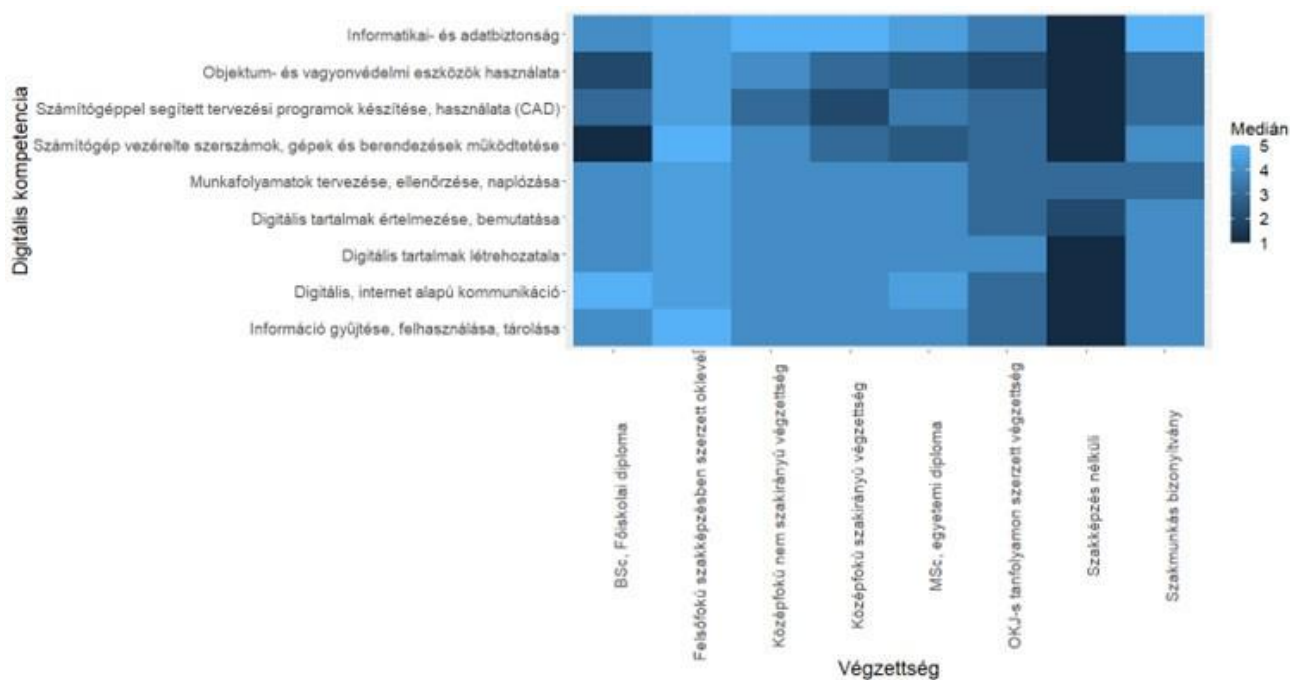 Digitális kompetencia
Informatikai- és adatbiztonság
Objektum- és vagyonvédelmi eszközök használata
Számítógéppel segített tervezési programok készítése, használata (CAD)
Számítógép vezérelte szerszámok, gépek és berendezések működtetése
Munkafolyamatok tervezése, ellenőrzése, naplózása
Digitális tartalmak értelmezése, bemutatása
Digitális tartalmak létrehozatala
Digitális, internet alapú kommunikáció
Információ gyűjtése, felhasználása, tárolása
Medián
5
4
3
2
1
BSc, Főiskolai diploma
Felsőfokú szakképzésben szerzett oklevél
Középfokú nem szakirányú végzettség
Középfokú szakirányú végzettség
MSc, egyetemi diploma
OKJ-s tanfolyamon szerzett végzettség
Szakképzés nélküli
Szakmunkás bizonyítvány
Végzettség